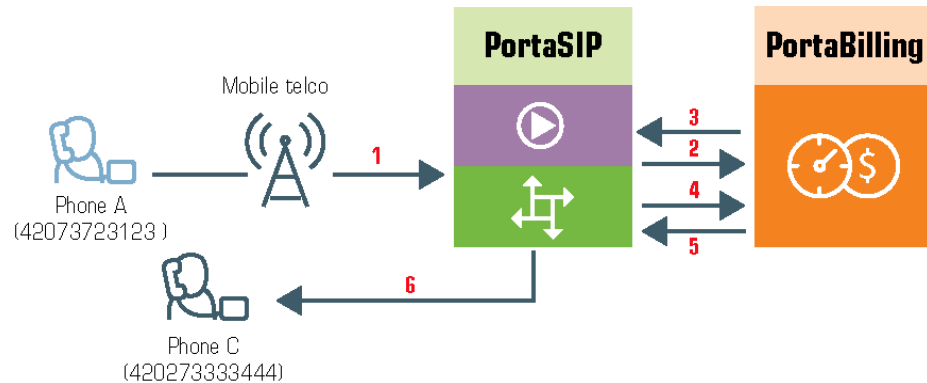 PortaSIP
PortaBilling
Mobile telco
1
3
2
4
5
$
Phone A
(42073723123 )
6
Phone C
(420273333444)